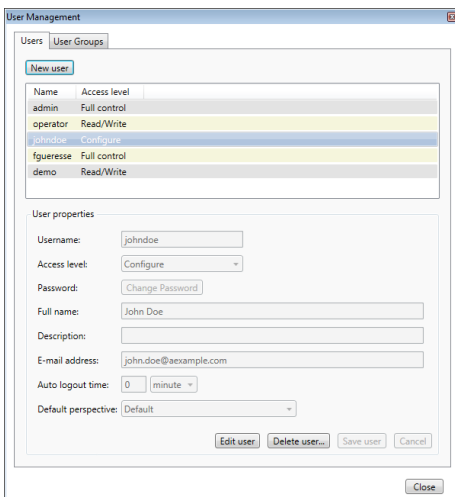 User Management
Users User Groups
New user
Name Access level
admin Full control
operator Read/Write
johndoe Configure
fgueresse Full control
demo Read/Write
User properties
Username: johndoe
Access level: Configure
Password: Change Password
Full name: John Doe
Description:
E-mail address: john.doe@aexample.com
Auto logout time: 0 minute
Default perspective: Default
Edit user Delete user... Save user Cancel
Close